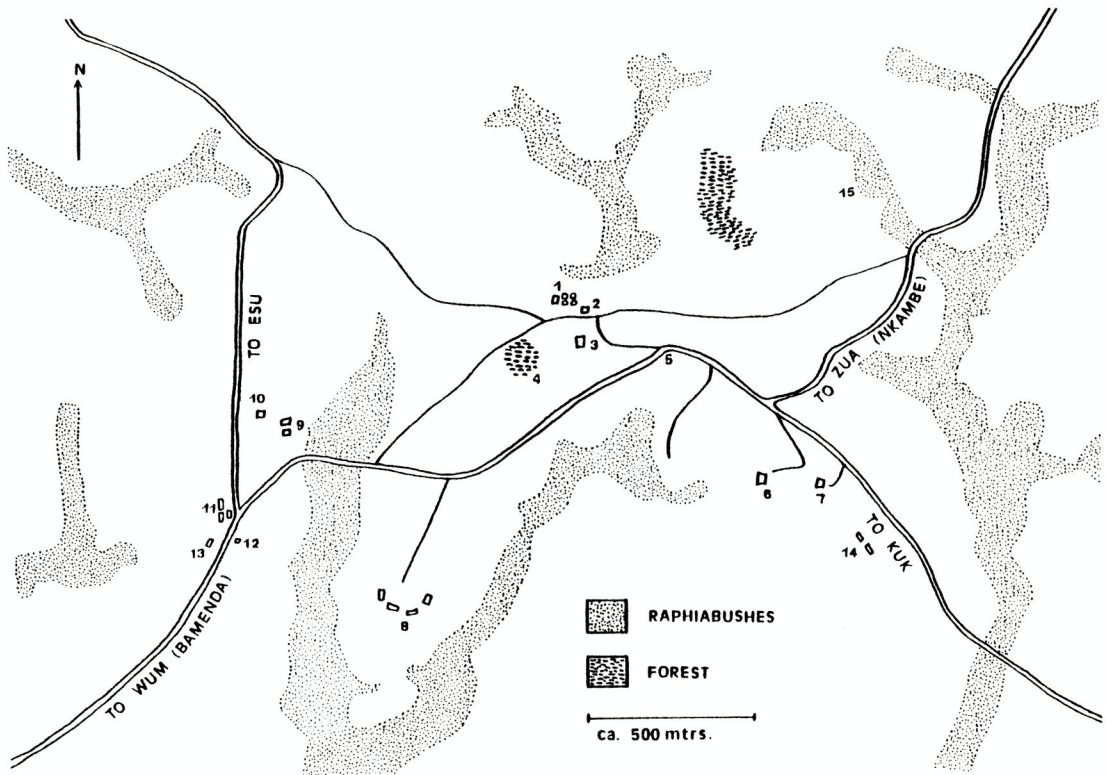 N
15
1
2
TO ESU
3
5
4
TO ZUA (NKAMBE)
10
9
6
7
11
12
13
TO KUK
14
TO WUM (BAMENDA)
8
RAPHIABUSHES
FOREST
ca. 500 mtrs.